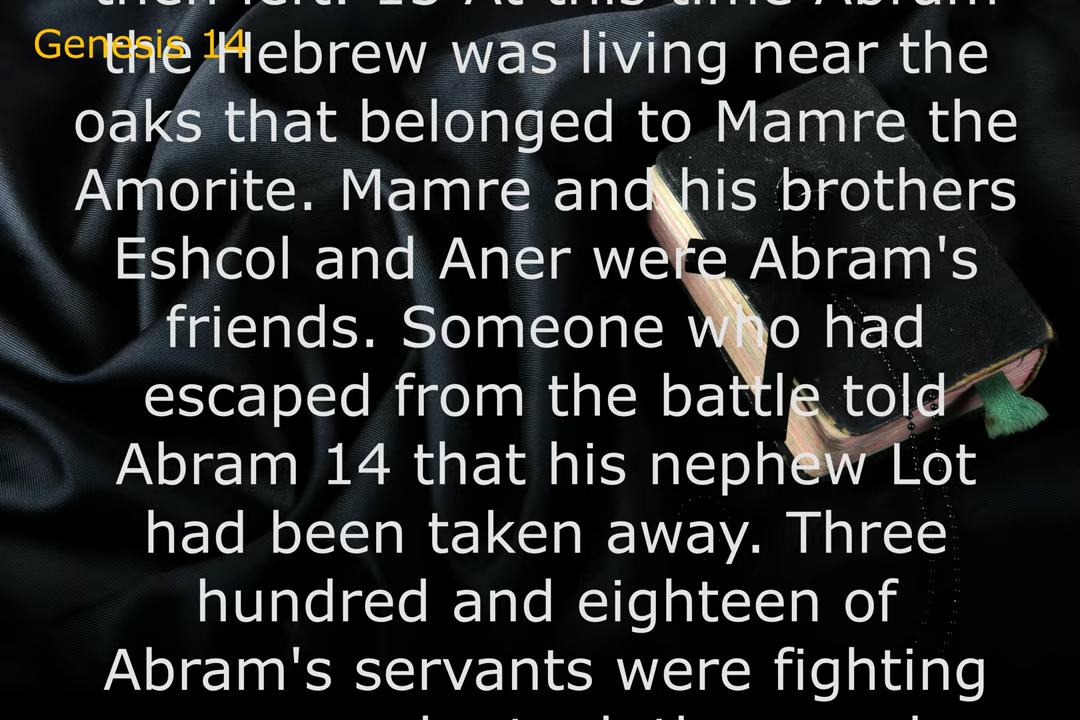 then left. 13 At this time Abram
Genesis 14
the Hebrew was living near the
oaks that belonged to Mamre the
Amorite. Mamre and his brothers
Eshcol and Aner were Abram's
friends. Someone who had
escaped from the battle told
Abram 14 that his nephew Lot
had been taken away. Three
hundred and eighteen of
Abram's servants were fighting